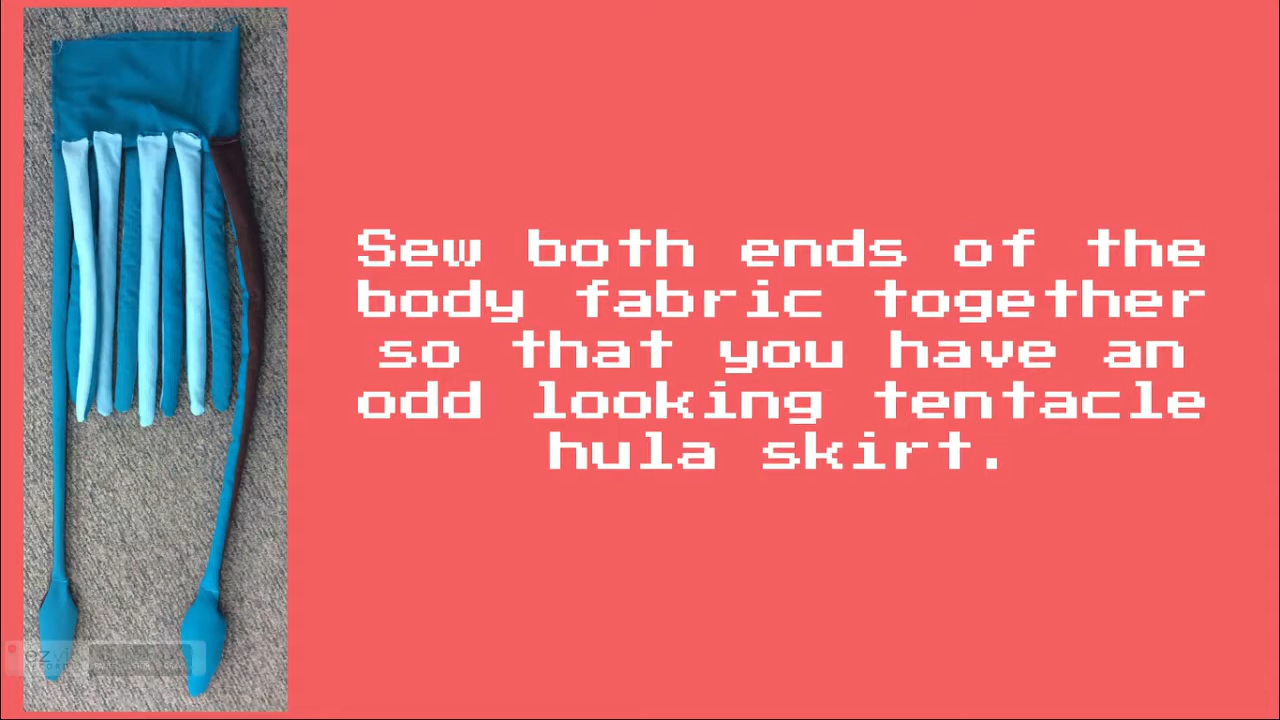 Sew both ends of the
body fabric together
so that you have an
odd looking tentacle
hula skirt.